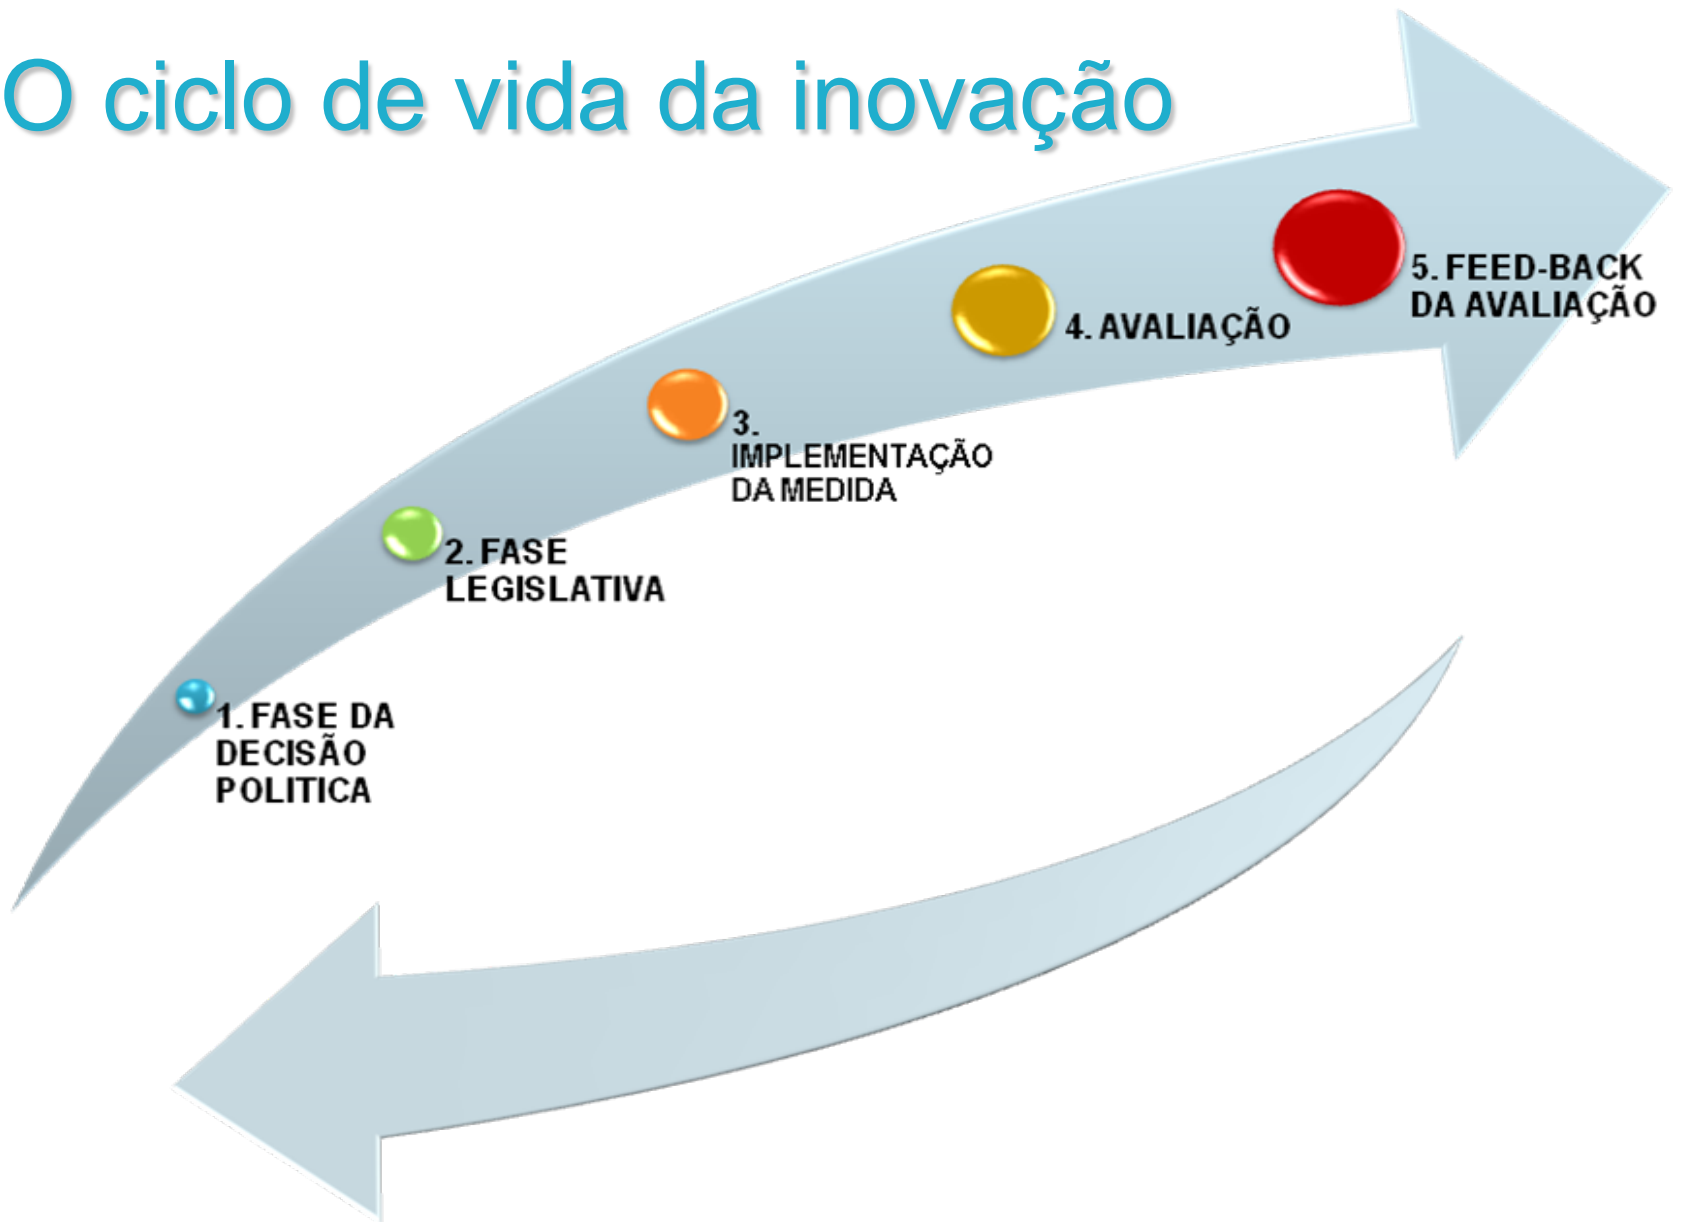 O ciclo de vida da inovação
5. FEED-BACK
DA AVALIAÇÃO
4. AVALIAÇÃO
3.
IMPLEMENTAÇÃO
DA MEDIDA
2. FASE
LEGISLATIVA
1. FASE DA
DECISÃO
POLITICA